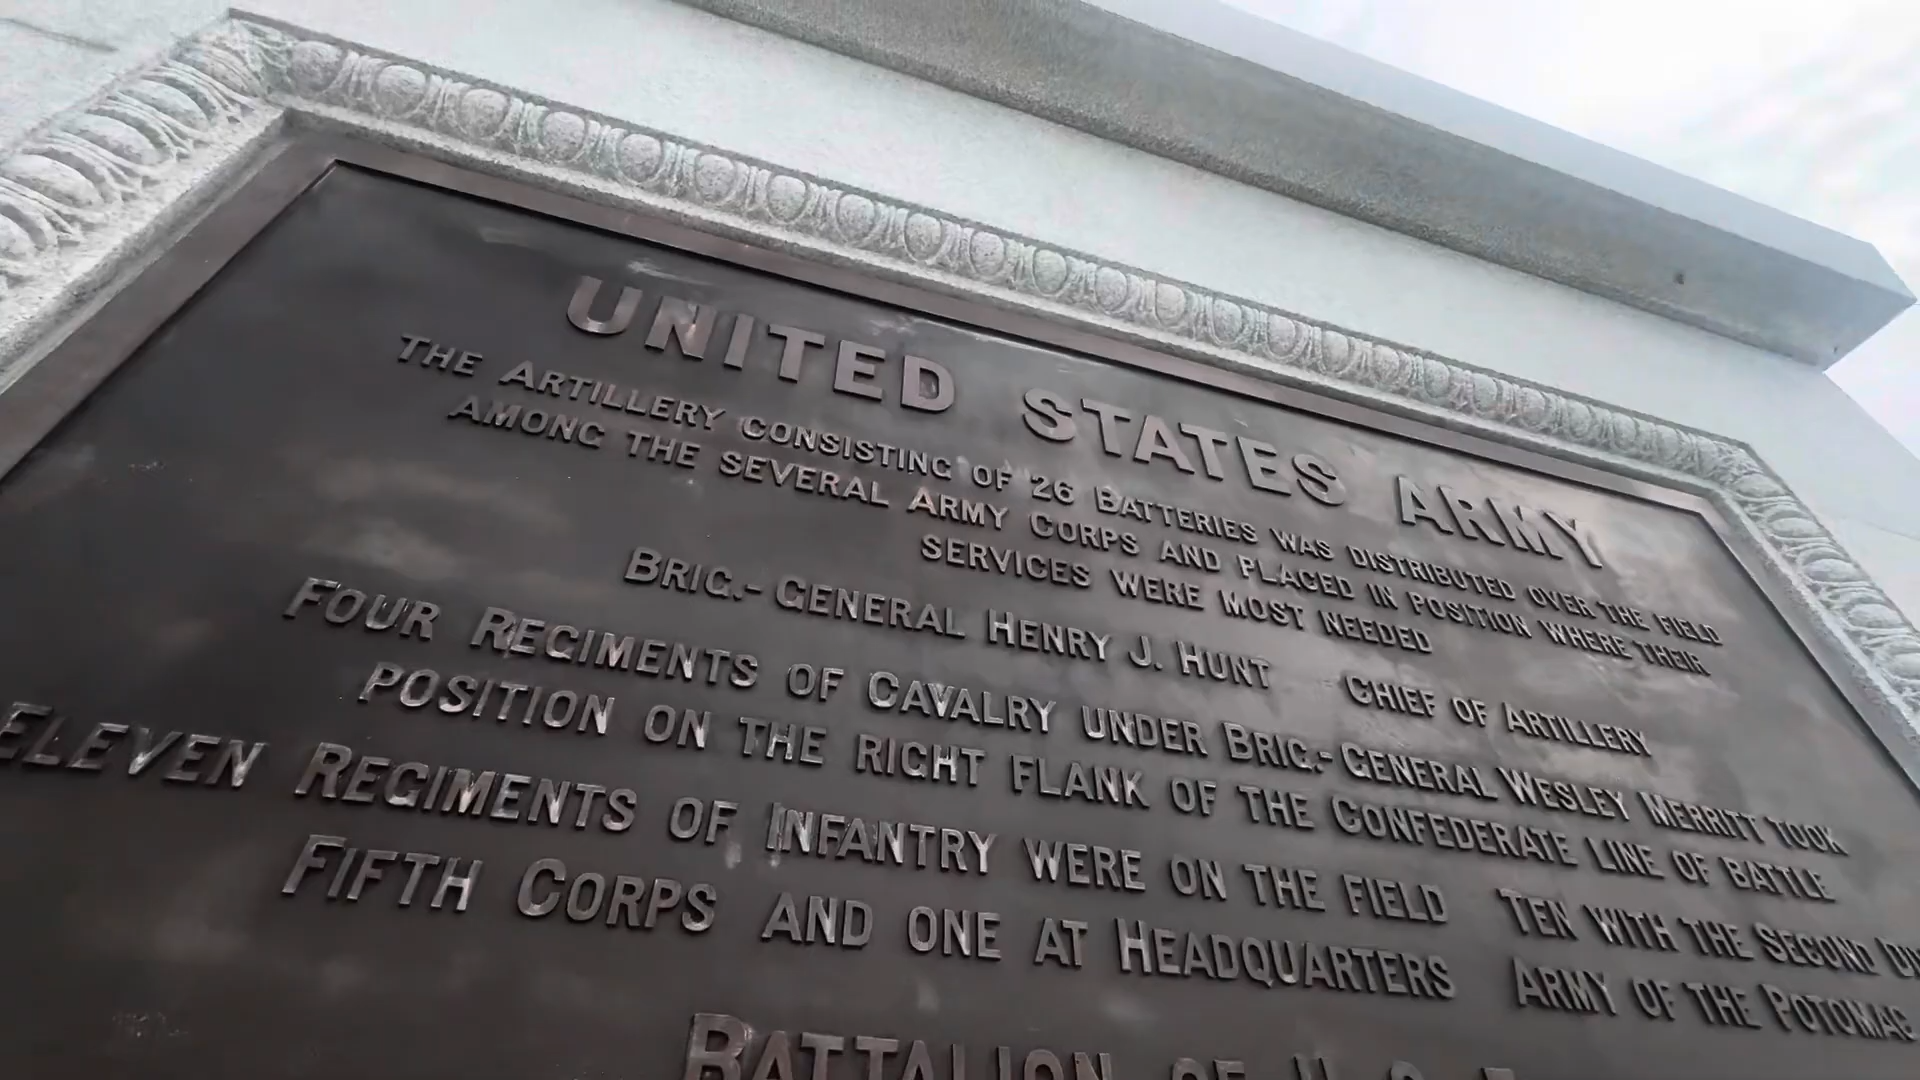 UNITED STATES ARMY
THE ARTILLERY CONSISTING OF 26 BATTERIES WAS DISTRIBUTED OVER THE FIELD
AMONG THE SEVERAL ARMY CORPS AND PLACED IN POSITION WHERE THEIR
SERVICES WERE MOST NEEDED
BRIG.-GENERAL HENRY J. HUNT CHIEF OF ARTILLERY
FOUR REGIMENTS OF CAVALRY UNDER BRIG.-GENERAL WESLEY MERRITT TOOK
POSITION ON THE RIGHT FLANK OF THE CONFEDERATE LINE OF BATTLE
ELEVEN REGIMENTS OF INFANTRY WERE ON THE FIELD TEN WITH THE SECOND
FIFTH CORPS AND ONE AT HEADQUARTERS ARMY OF THE POTOMAC
BATTALION OF U. S.